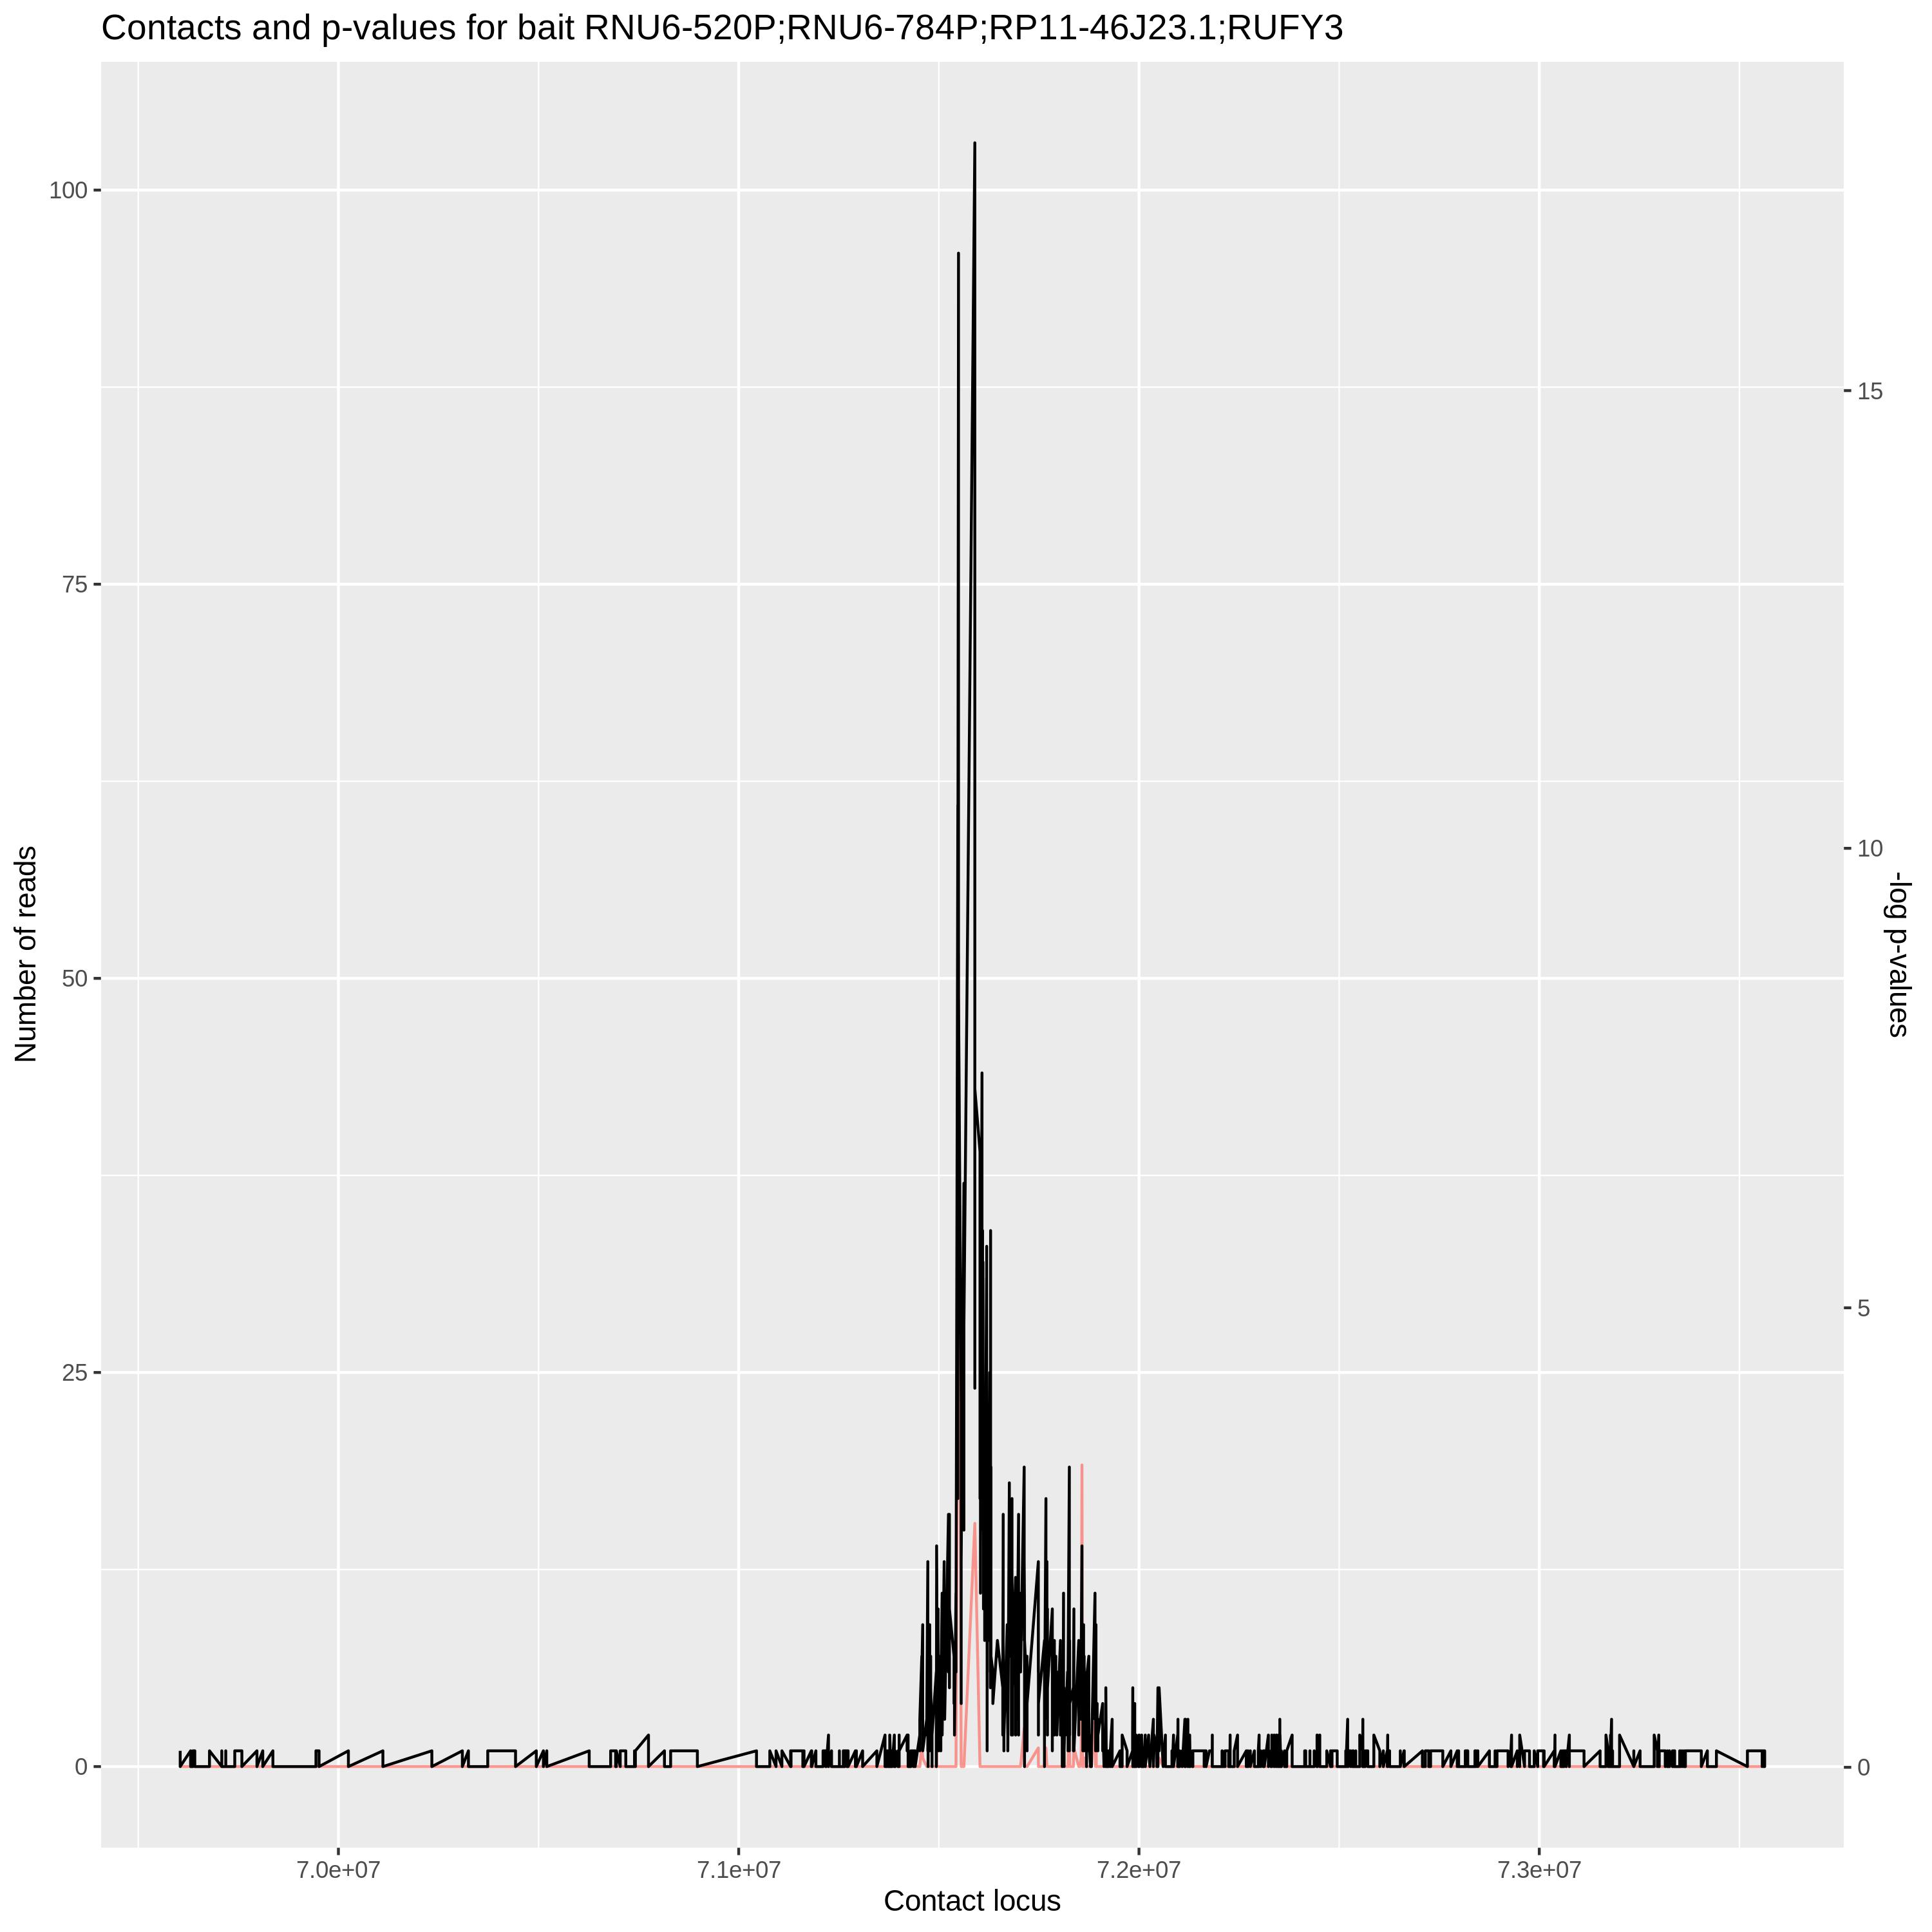 Contacts and p-values for bait RNU6-520P;RNU6-784P;RP11-46J23.1;RUFY3
Number of reads
100
75
50
25
0
15
10
5
0
-log p-values
7.0e+07
7.1e+07
7.2e+07
7.3e+07
Contact locus